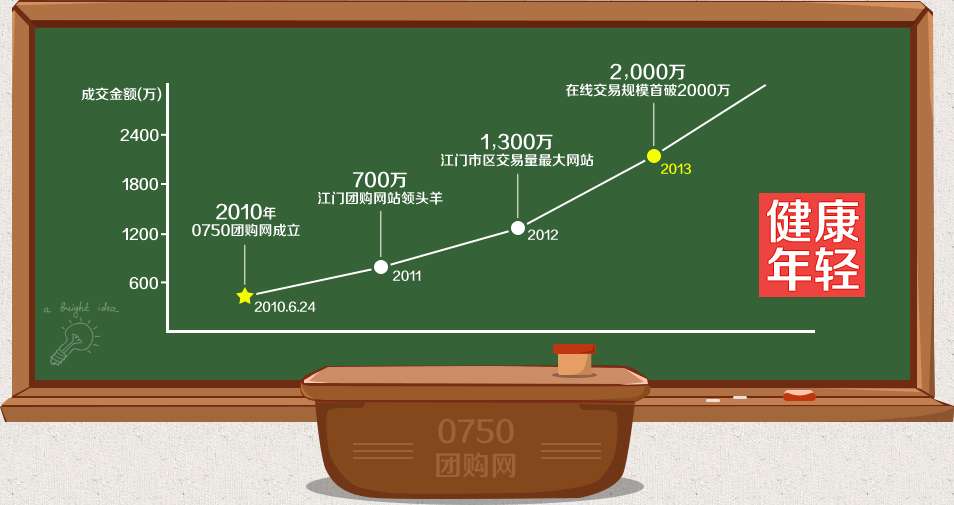 2,000万
在线交易规模首破2000万
成交金额(万)
2400
1,300万
江门市区交易量最大网站
2013
700万
江门团购网站领头羊
1800
2010年
0750团购网成立
1200
2012
2011
600
2010.6.24
健康
年轻
a bright idea
0750
团购网